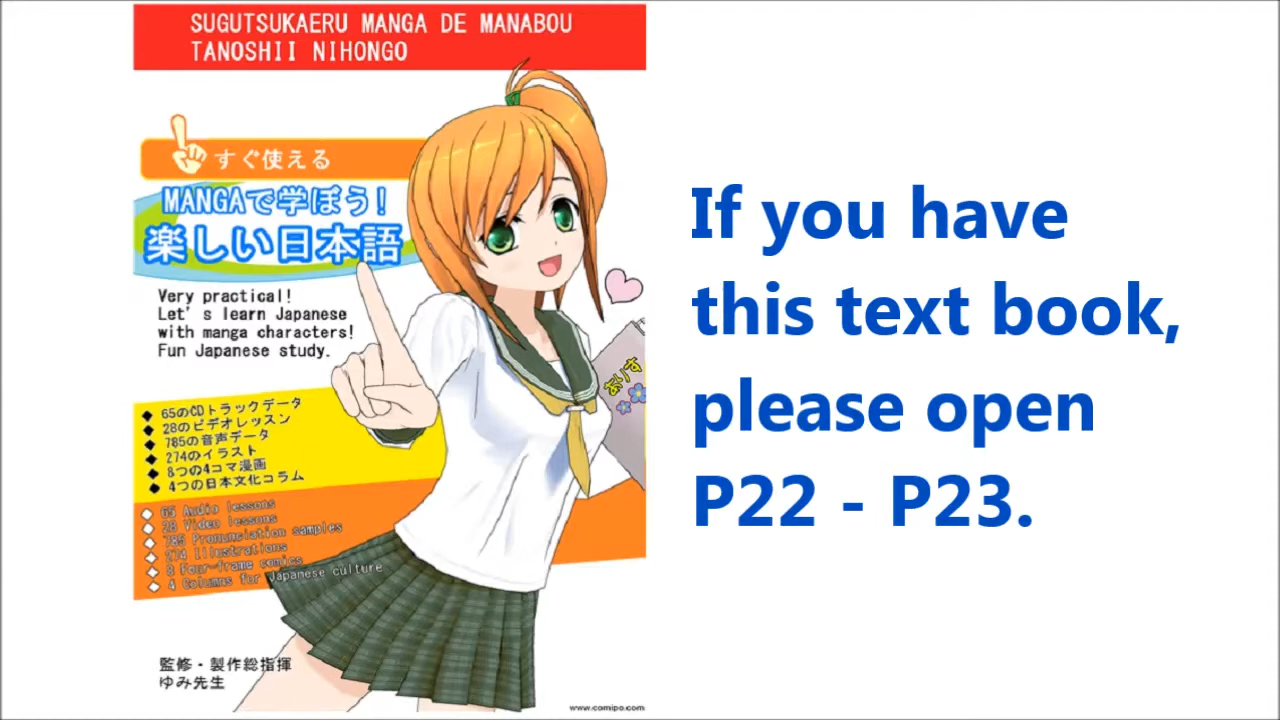 SUGUTSUKAERU MANGA DE MANABOU
TANOSHII NIHONGO
すぐ使える
MANGAで学ぼう!
楽しい日本語
Very practical!
Let's learn Japanese
with manga characters!
Fun Japanese study.
◆ 65のCDトラックデータ
◆ 28のビデオレッスン
◆ 785の音声データ
◆ 274のイラスト
◆ 8つの4コマ漫画
◆ 4つの日本文化コラム
◇ 65 Audio lessons
◇ 28 Video lessons
◇ 785 Pronunciation samples
◇ 274 Illustrations
◇ 8 Four-frame comics
◇ 4 Columns for Japanese culture
監修・製作総指揮
ゆみ先生
www.comipo.com
If you have
this text book,
please open
P22 - P23.